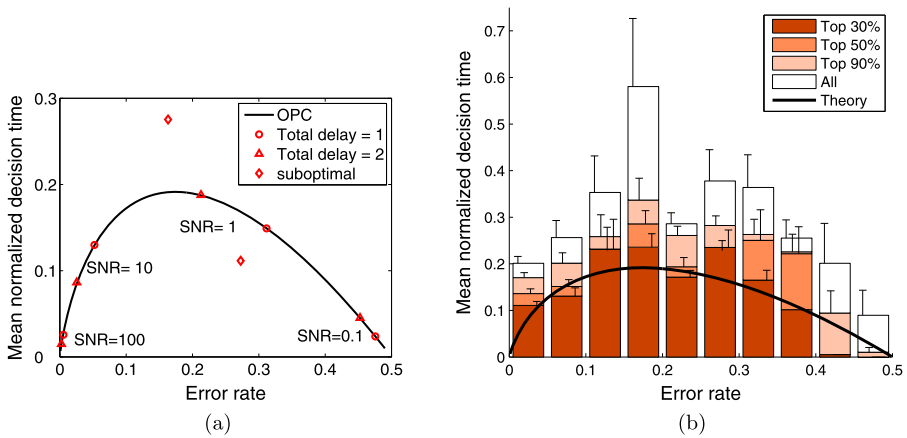 Mean normalized decision time
0.3
0.2
0.1
0
0
0.1
0.2
0.3
0.4
0.5
Error rate
OPC
Total delay = 1
Total delay = 2
suboptimal
SNR= 1
SNR= 10
SNR=100
SNR=0.1
(a)
Mean normalized decision time
0.7
0.6
0.5
0.4
0.3
0.2
0.1
0
0
0.1
0.2
0.3
0.4
0.5
Error rate
Top 30%
Top 50%
Top 90%
All
Theory
(b)